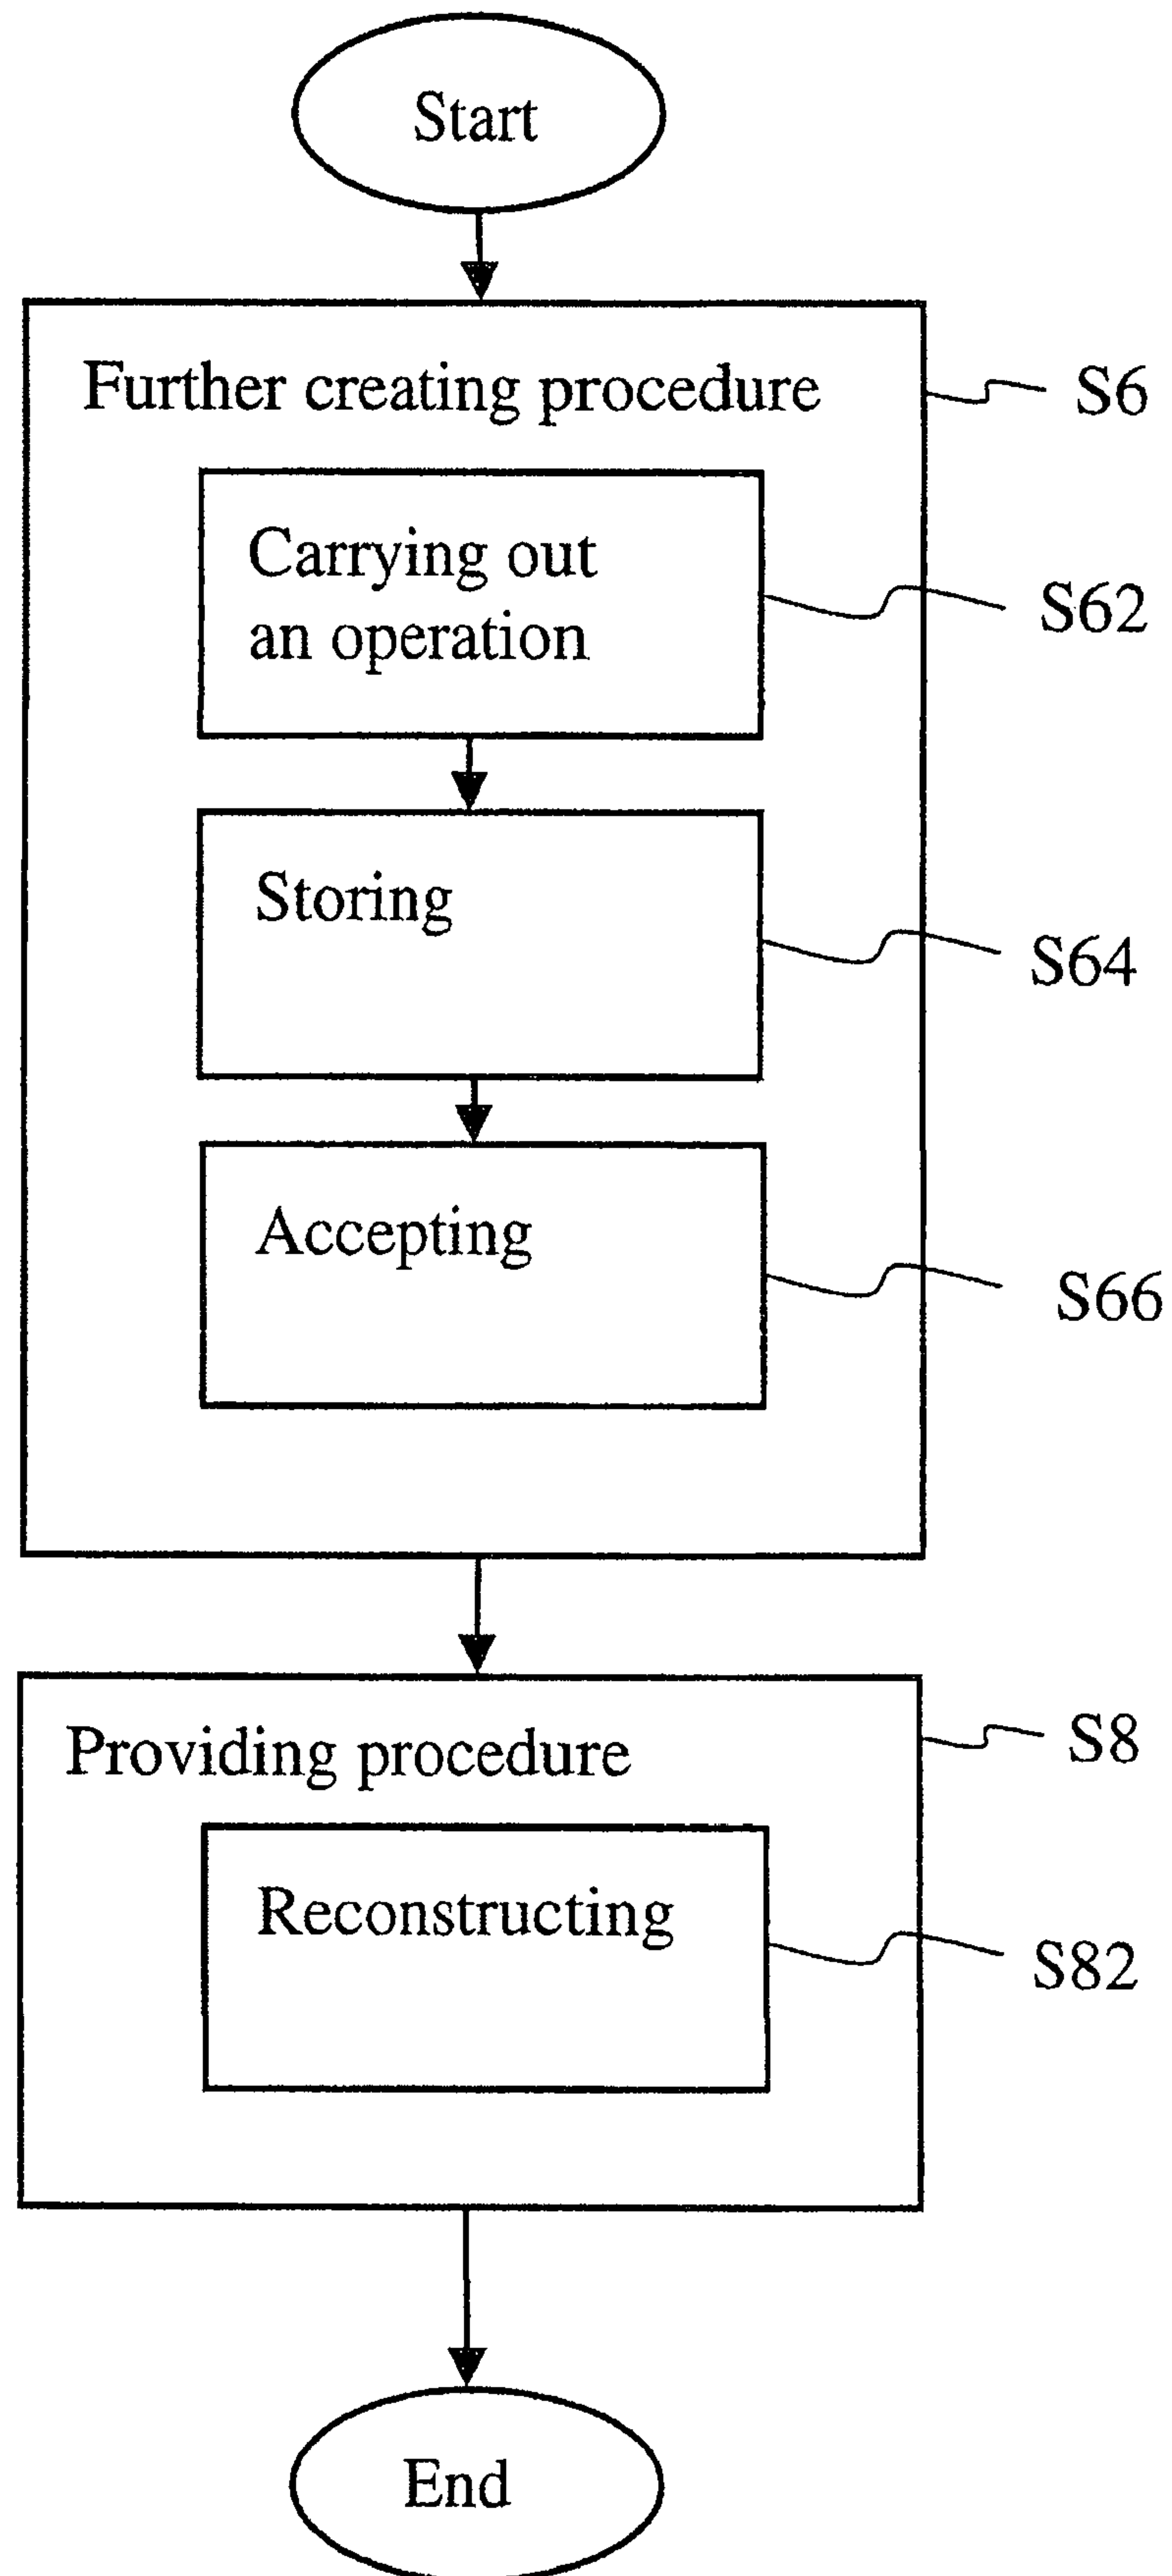 Start
Further creating procedure
S6
Carrying out
an operation
S62
Storing
S64
Accepting
S66
Providing procedure
S8
Reconstructing
S82
End